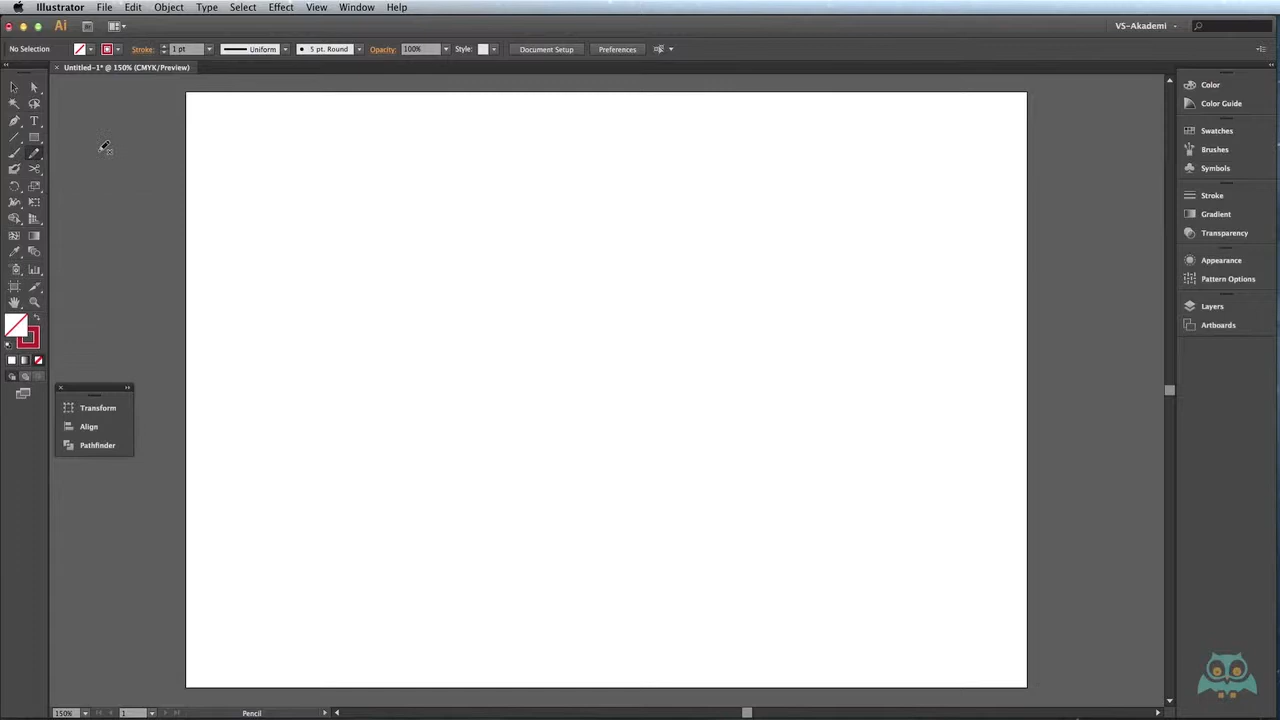 Illustrator File Edit Object Type Select Effect View Window Help
Ai VS-Akademi
No Selection Stroke: 1 pt Uniform 5 pt. Round Opacity: 100% Style: Document Setup Preferences
× Untitled-1* @ 150% (CMYK/Preview)
Color
Color Guide
Swatches
Brushes
Symbols
Stroke
Gradient
Transparency
Appearance
Pattern Options
Layers
Artboards
Transform
Align
Pathfinder
150% 1 Pencil